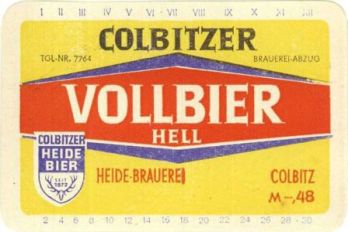 I II IV V VI VII VIII IX X XI XII
COLBITZER
TGL-NR. 7764 BRAUEREI-ABZUG
VOLLBIER
HELL
COLBITZER
HEIDE
BIER
SEIT
1872
HEIDE-BRAUEREI
COLBITZ
M -,48
2 4 6 8 10 12 14 16 18 20 22 24 26 28 30